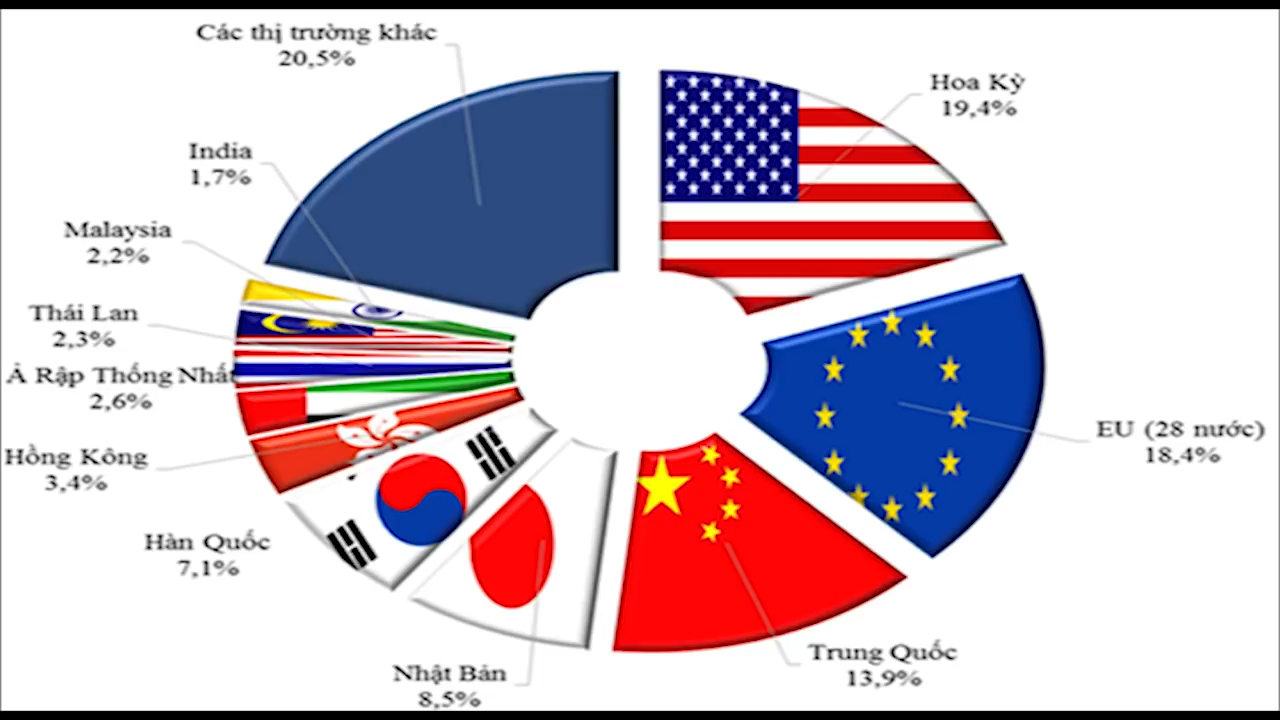 Các thị trường khác
20,5%
Hoa Kỳ
19,4%
India
1,7%
Malaysia
2,2%
Thái Lan
2,3%
Ả Rập Thống Nhất
2,6%
Hồng Kông
3,4%
EU (28 nước)
18,4%
Hàn Quốc
7,1%
Trung Quốc
13,9%
Nhật Bản
8,5%